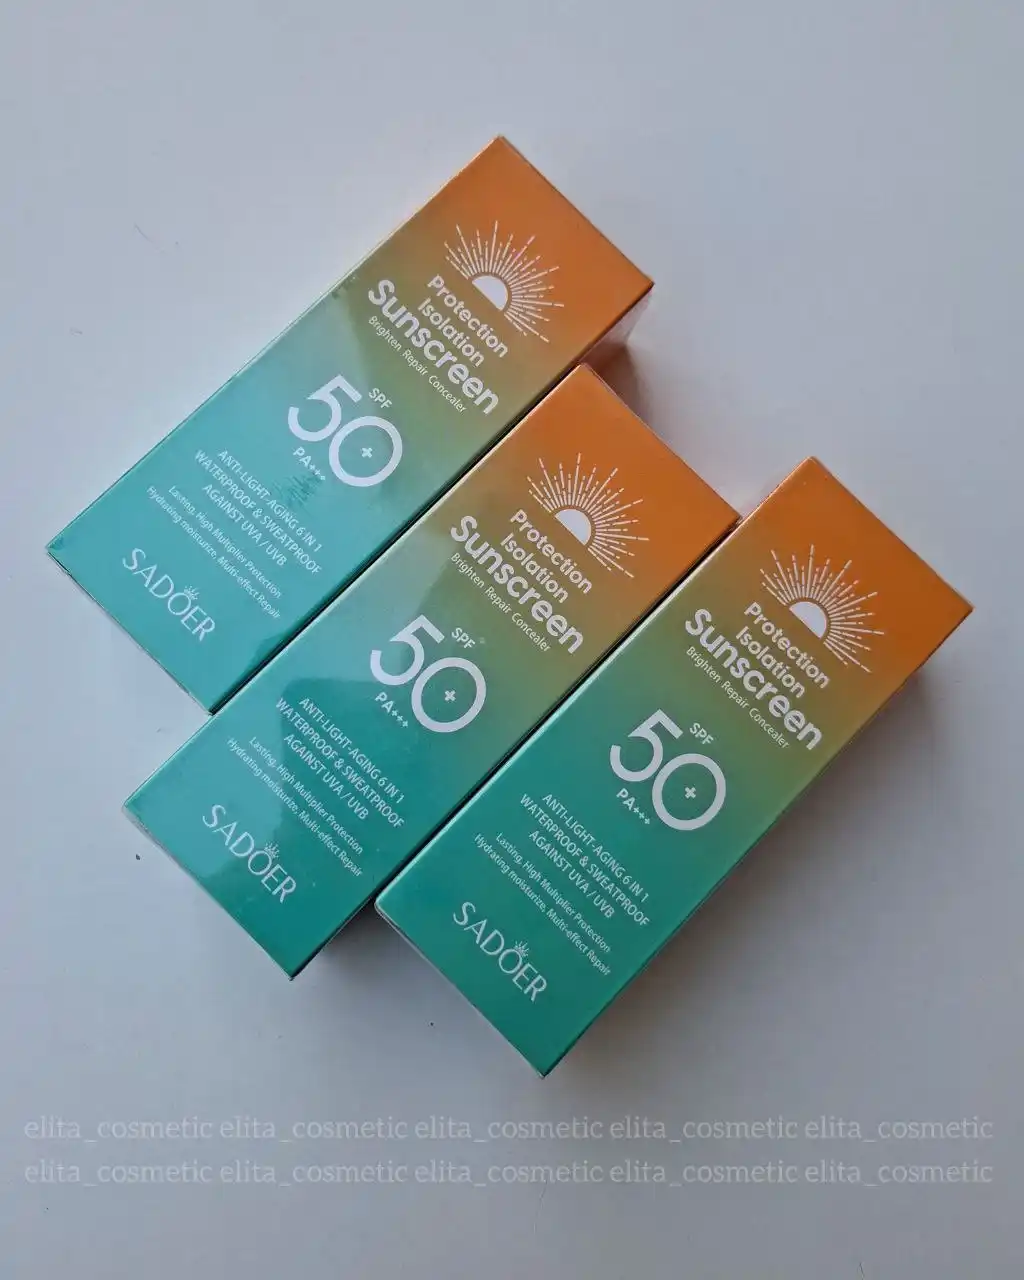 Protection
Isolation
Sunscreen
Brighten Repair Concealer
SPF
50+
PA+++
ANTI-LIGHT-AGING 6 IN 1
WATERPROOF & SWEATPROOF
AGAINST UVA / UVB
Lasting, High Multiplier Protection
Hydrating moisturize, Multi-effect Repair
SADOER
Protection
Isolation
Sunscreen
Brighten Repair Concealer
SPF
50+
PA+++
ANTI-LIGHT-AGING 6 IN 1
WATERPROOF & SWEATPROOF
AGAINST UVA / UVB
Lasting, High Multiplier Protection
Hydrating moisturize, Multi-effect Repair
SADOER
Protection
Isolation
Sunscreen
Brighten Repair Concealer
SPF
50+
PA+++
ANTI-LIGHT-AGING 6 IN 1
WATERPROOF & SWEATPROOF
AGAINST UVA / UVB
Lasting, High Multiplier Protection
Hydrating moisturize, Multi-effect Repair
SADOER
elita_cosmetic elita_cosmetic elita_cosmetic elita_cosmetic elita_cosmetic
elita_cosmetic elita_cosmetic elita_cosmetic elita_cosmetic elita_cosmetic